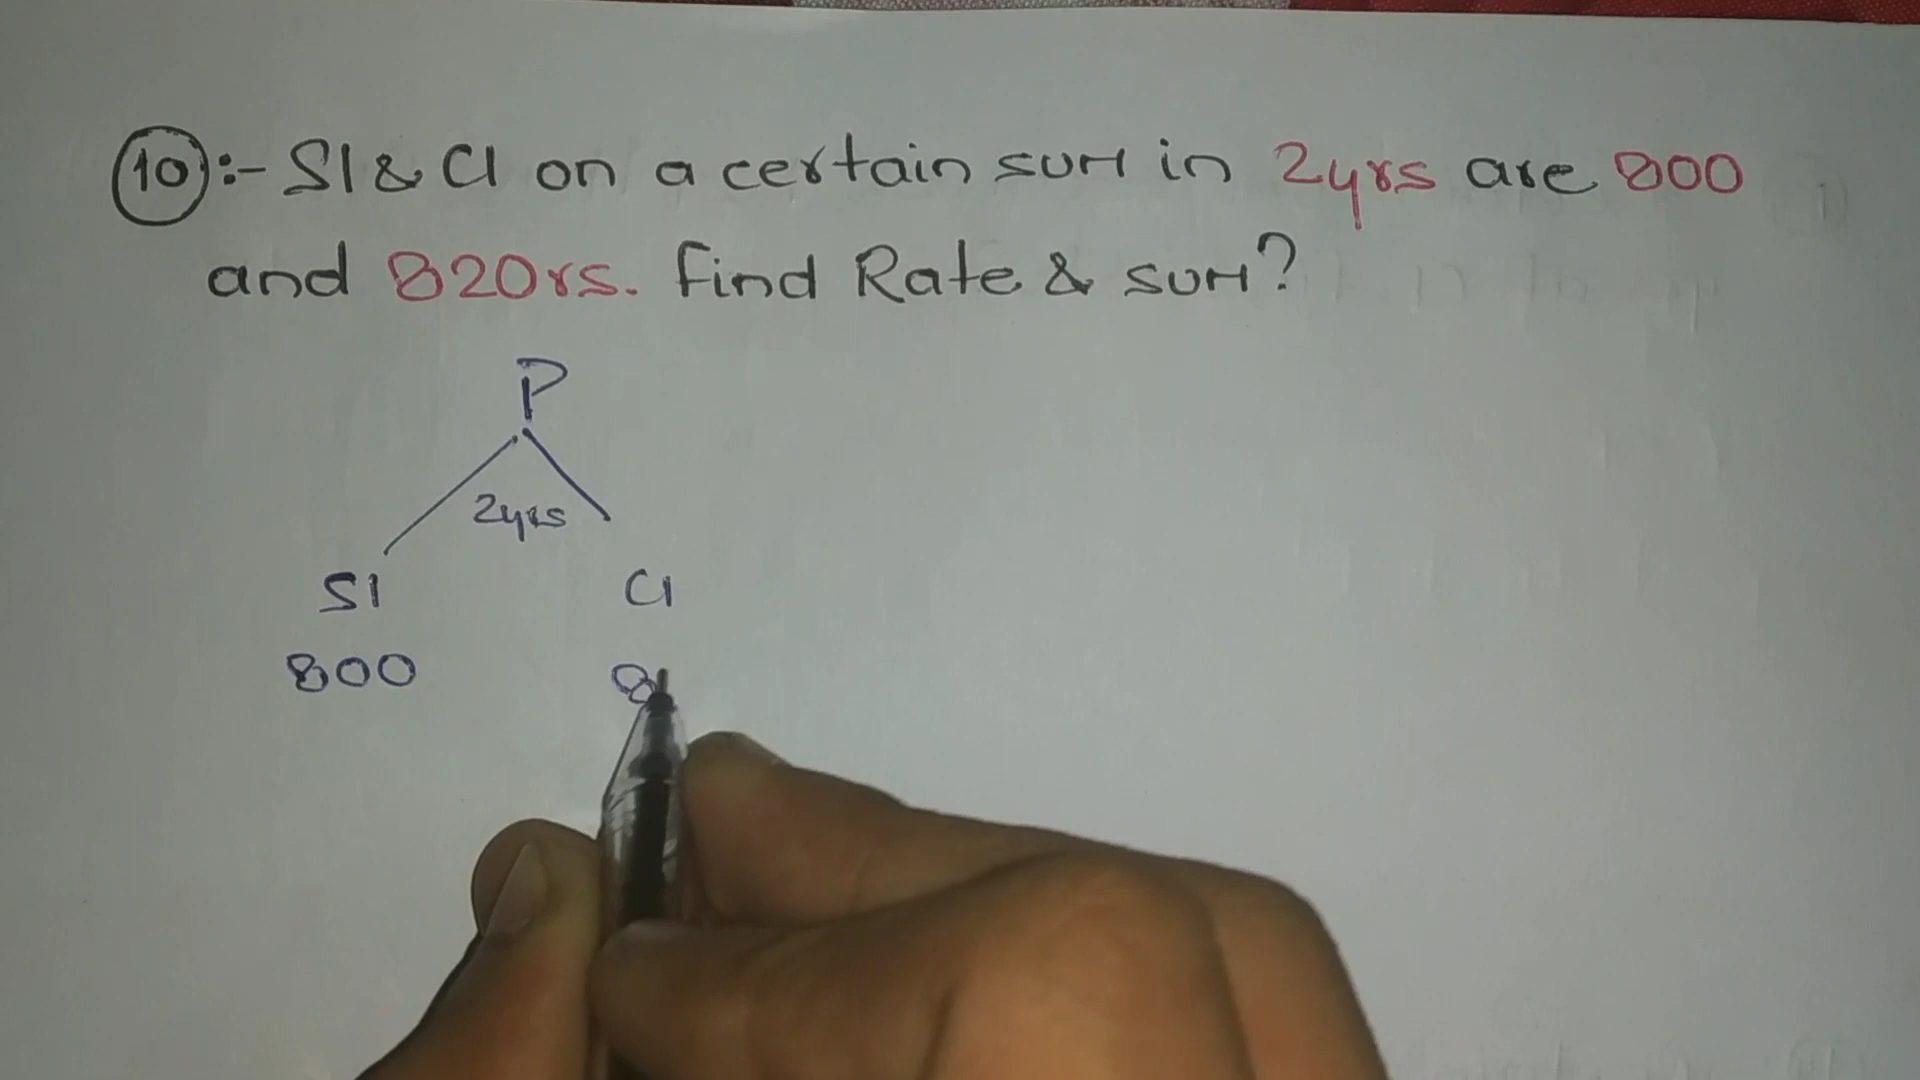 10:- SI & CI on a certain sum in 2yrs are 800
and 820rs. Find Rate & sum?
P
2yrs
SI CI
800 8